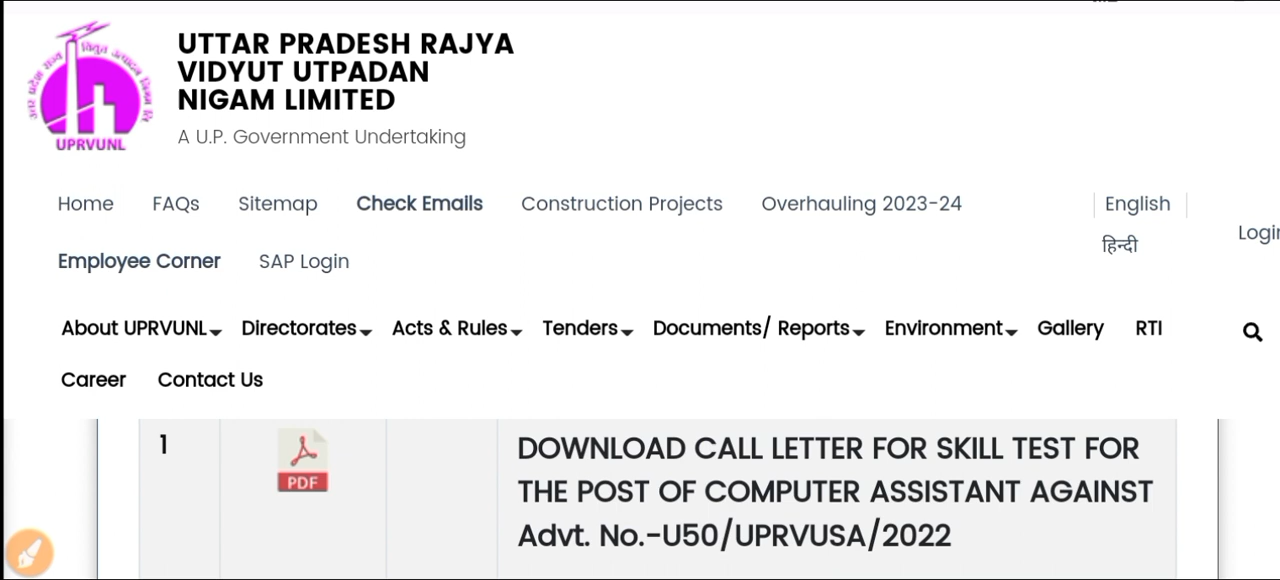 UTTAR PRADESH RAJYA
VIDYUT UTPADAN
NIGAM LIMITED
A U.P. Government Undertaking
UPRVUNL
Home FAQs Sitemap Check Emails Construction Projects Overhauling 2023-24 English
हिन्दी
Employee Corner SAP Login
About UPRVUNL Directorates Acts & Rules Tenders Documents/ Reports Environment Gallery RTI
Career Contact Us
1 PDF DOWNLOAD CALL LETTER FOR SKILL TEST FOR
THE POST OF COMPUTER ASSISTANT AGAINST
Advt. No.-U50/UPRVUSA/2022